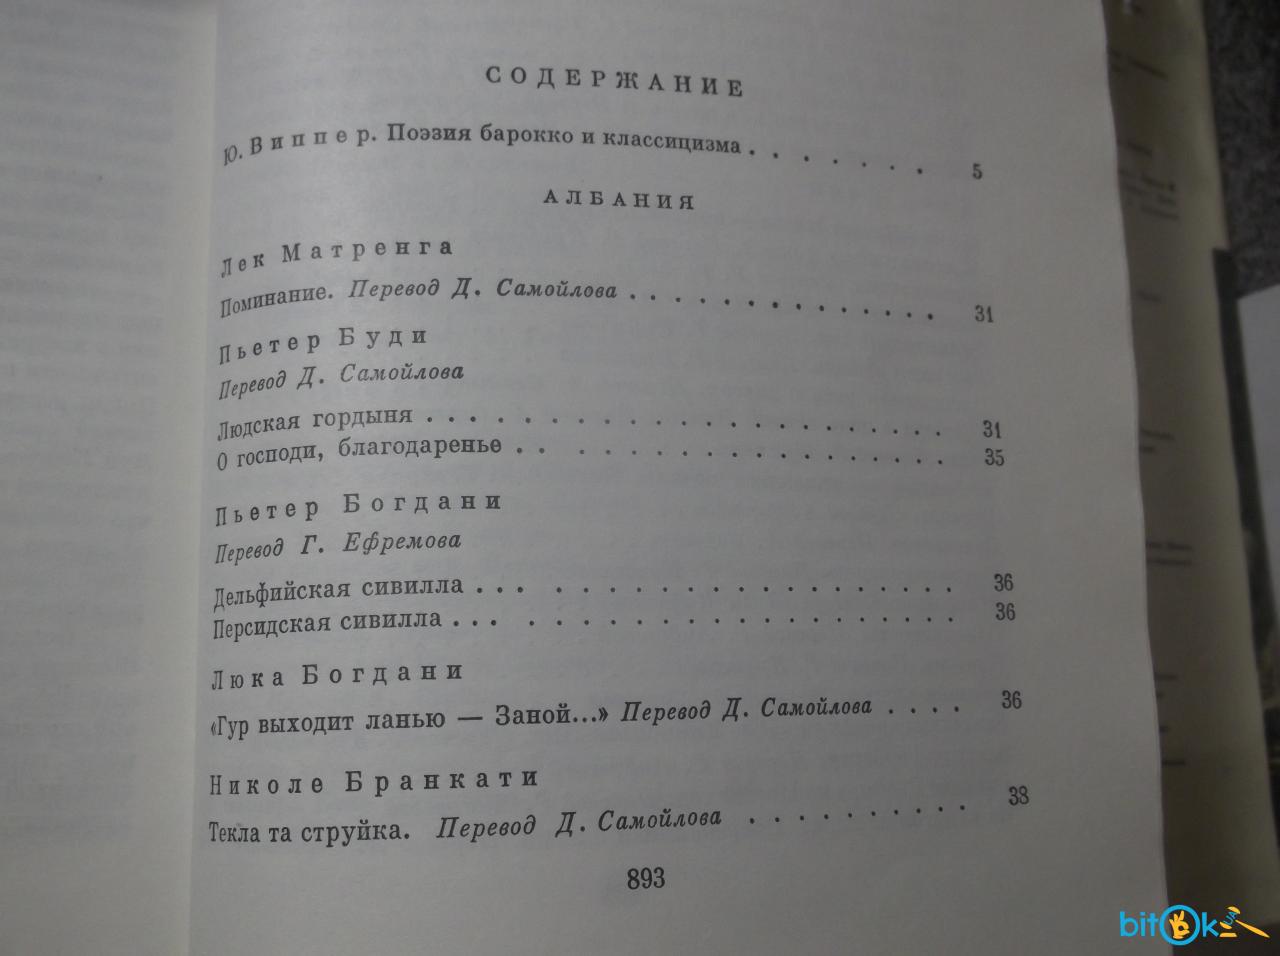 СОДЕРЖАНИЕ
Ю. Виппер. Поэзия барокко и классицизма . . . . . . . 5
АЛБАНИЯ
Лек Матренга
Поминание. Перевод Д. Самойлова . . . . . . . . . . . . . . 31
Пьетер Буди
Перевод Д. Самойлова
Людская гордыня . . . . . . . . . . . . . . . . . . . . 31
О господи, благодаренье . . . . . . . . . . . . . . . . 35
Пьетер Богдани
Перевод Г. Ефремова
Дельфийская сивилла . . . . . . . . . . . . . . . . . . . 36
Персидская сивилла . . . . . . . . . . . . . . . . . . . . 36
Люка Богдани
«Гур выходит ланью — Заной...» Перевод Д. Самойлова . . . . 36
Николе Бранкати
Текла та струйка. Перевод Д. Самойлова . . . . . . . . . . 38
893
bitOk UA